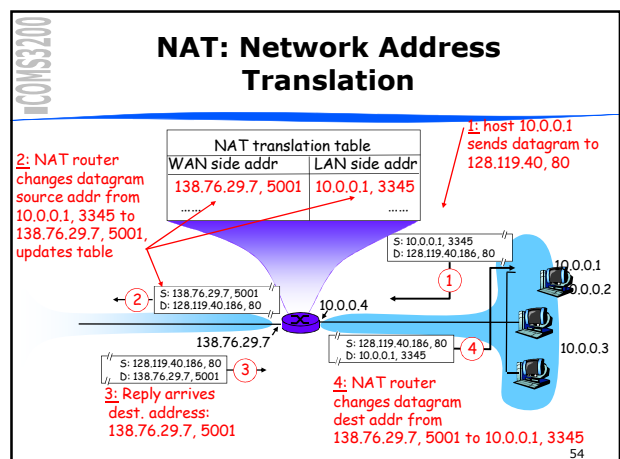 COMS3200
NAT: Network Address
Translation
NAT translation table
WAN side addr LAN side addr
138.76.29.7, 5001 10.0.0.1, 3345
...... ......
1: host 10.0.0.1
sends datagram to
128.119.40, 80
2: NAT router
changes datagram
source addr from
10.0.0.1, 3345 to
138.76.29.7, 5001,
updates table
S: 10.0.0.1, 3345
D: 128.119.40.186, 80
1
10.0.0.1
10.0.0.2
10.0.0.3
S: 138.76.29.7, 5001
D: 128.119.40.186, 80
2
10.0.0.4
138.76.29.7
S: 128.119.40.186, 80
D: 10.0.0.1, 3345
4
S: 128.119.40.186, 80
D: 138.76.29.7, 5001
3
3: Reply arrives
dest. address:
138.76.29.7, 5001
4: NAT router
changes datagram
dest addr from
138.76.29.7, 5001 to 10.0.0.1, 3345
54